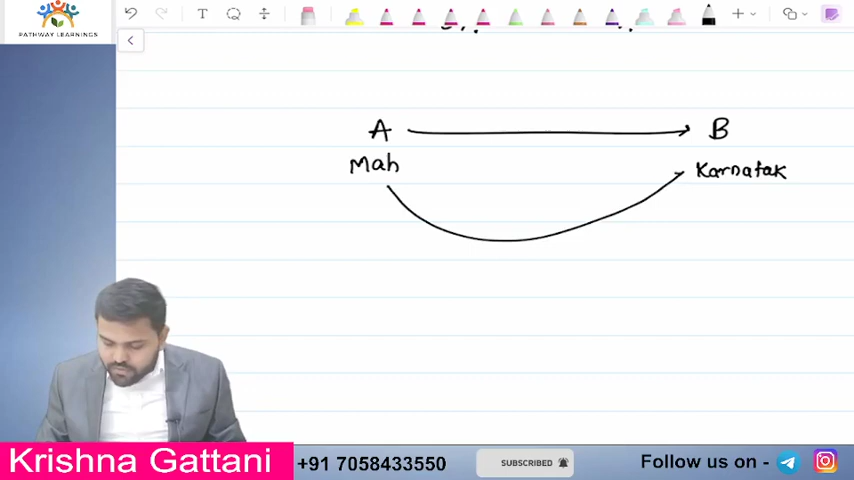 PATHWAY LEARNINGS
T
A B
Mah Karnatak
Krishna Gattani +91 7058433550 SUBSCRIBED Follow us on -